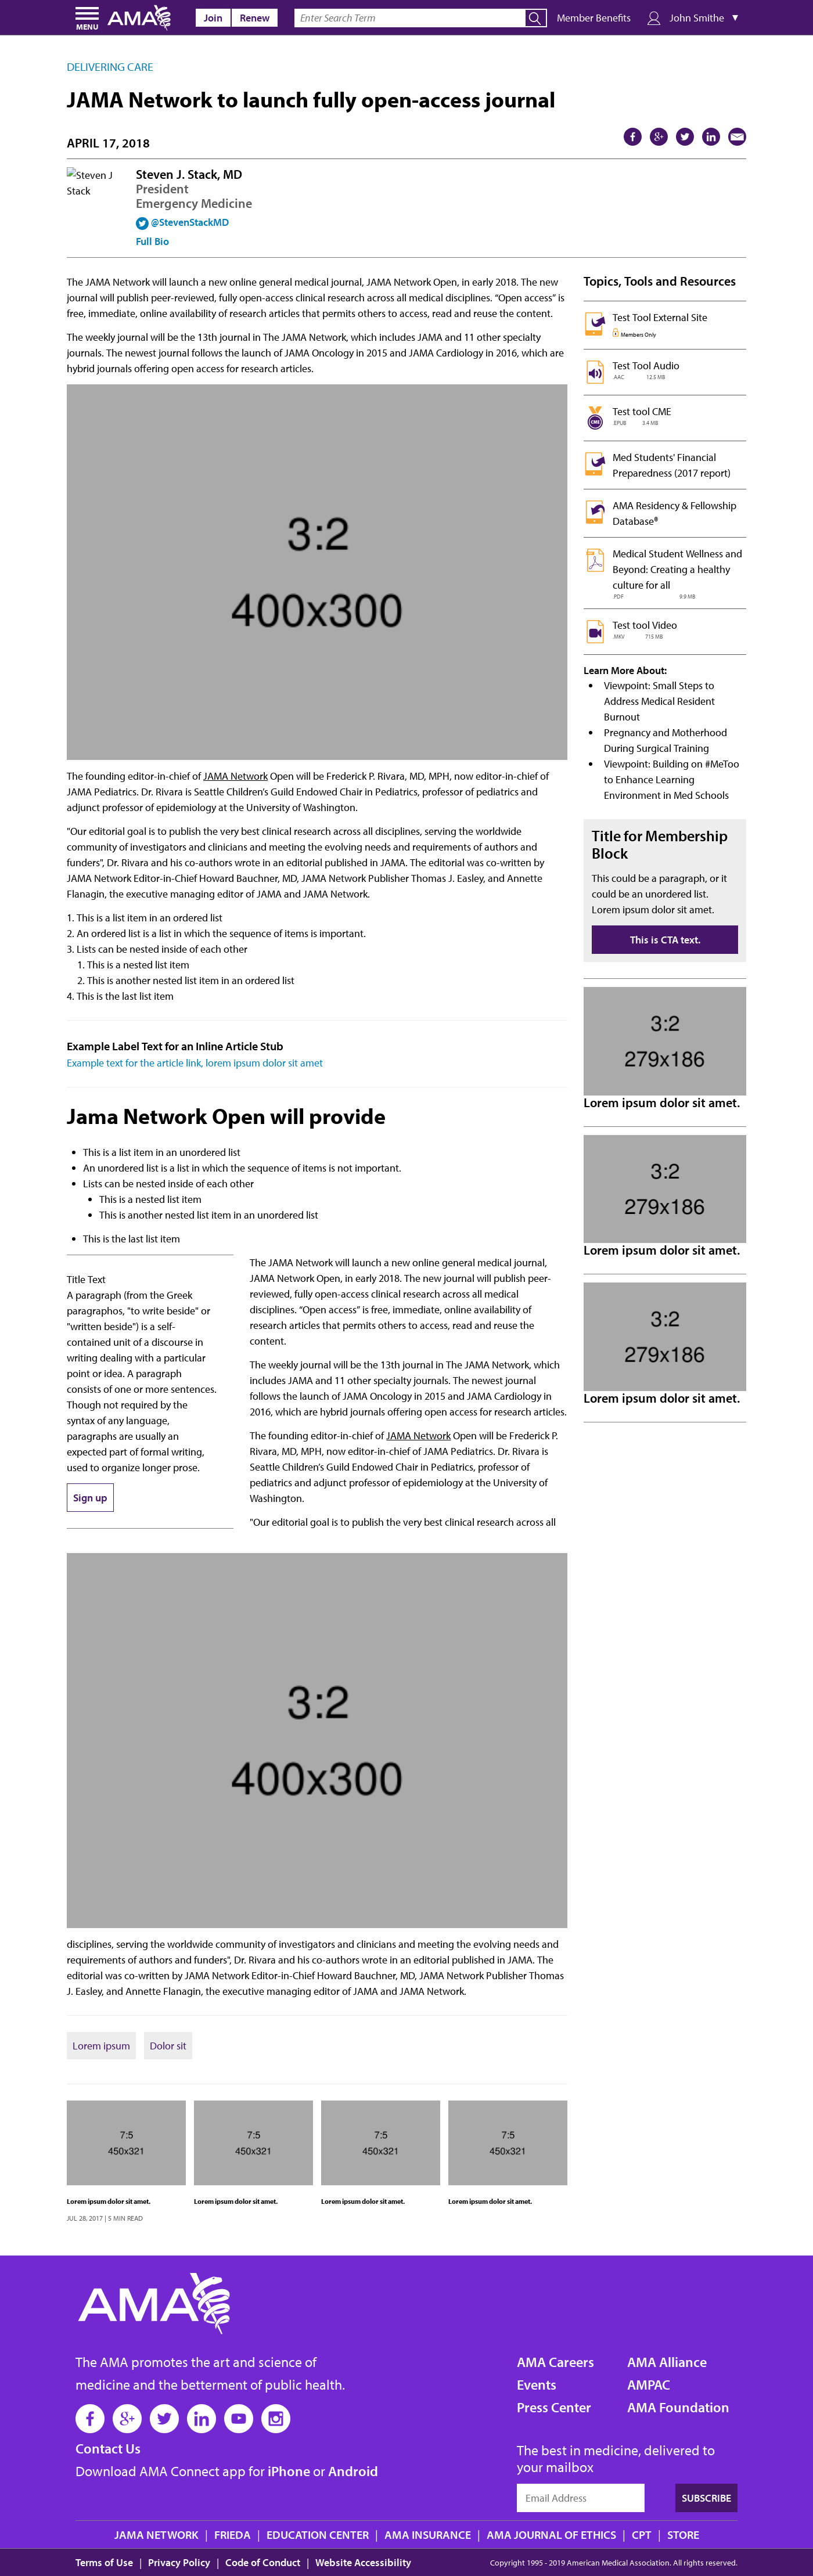 MENU
AMA
Join
Renew
Enter Search Term
Member Benefits
John Smithe ▼
DELIVERING CARE
JAMA Network to launch fully open-access journal
APRIL 17, 2018
Steven J
Stack
Steven J. Stack, MD
President
Emergency Medicine
@StevenStackMD
Full Bio
The JAMA Network will launch a new online general medical journal, JAMA Network Open, in early 2018. The new
journal will publish peer-reviewed, fully open-access clinical research across all medical disciplines. “Open access” is
free, immediate, online availability of research articles that permits others to access, read and reuse the content.
The weekly journal will be the 13th journal in The JAMA Network, which includes JAMA and 11 other specialty
journals. The newest journal follows the launch of JAMA Oncology in 2015 and JAMA Cardiology in 2016, which are
hybrid journals offering open access for research articles.
3:2
400x300
The founding editor-in-chief of JAMA Network Open will be Frederick P. Rivara, MD, MPH, now editor-in-chief of
JAMA Pediatrics. Dr. Rivara is Seattle Children’s Guild Endowed Chair in Pediatrics, professor of pediatrics and
adjunct professor of epidemiology at the University of Washington.
"Our editorial goal is to publish the very best clinical research across all disciplines, serving the worldwide
community of investigators and clinicians and meeting the evolving needs and requirements of authors and
funders", Dr. Rivara and his co-authors wrote in an editorial published in JAMA. The editorial was co-written by
JAMA Network Editor-in-Chief Howard Bauchner, MD, JAMA Network Publisher Thomas J. Easley, and Annette
Flanagin, the executive managing editor of JAMA and JAMA Network.
1. This is a list item in an ordered list
2. An ordered list is a list in which the sequence of items is important.
3. Lists can be nested inside of each other
1. This is a nested list item
2. This is another nested list item in an ordered list
4. This is the last list item
Example Label Text for an Inline Article Stub
Example text for the article link, lorem ipsum dolor sit amet
Jama Network Open will provide
• This is a list item in an unordered list
• An unordered list is a list in which the sequence of items is not important.
• Lists can be nested inside of each other
• This is a nested list item
• This is another nested list item in an unordered list
• This is the last list item
Title Text
A paragraph (from the Greek
paragraphos, "to write beside" or
"written beside") is a self-
contained unit of a discourse in
writing dealing with a particular
point or idea. A paragraph
consists of one or more sentences.
Though not required by the
syntax of any language,
paragraphs are usually an
expected part of formal writing,
used to organize longer prose.
Sign up
The JAMA Network will launch a new online general medical journal,
JAMA Network Open, in early 2018. The new journal will publish peer-
reviewed, fully open-access clinical research across all medical
disciplines. “Open access” is free, immediate, online availability of
research articles that permits others to access, read and reuse the
content.
The weekly journal will be the 13th journal in The JAMA Network, which
includes JAMA and 11 other specialty journals. The newest journal
follows the launch of JAMA Oncology in 2015 and JAMA Cardiology in
2016, which are hybrid journals offering open access for research articles.
The founding editor-in-chief of JAMA Network Open will be Frederick P.
Rivara, MD, MPH, now editor-in-chief of JAMA Pediatrics. Dr. Rivara is
Seattle Children’s Guild Endowed Chair in Pediatrics, professor of
pediatrics and adjunct professor of epidemiology at the University of
Washington.
"Our editorial goal is to publish the very best clinical research across all
3:2
400x300
disciplines, serving the worldwide community of investigators and clinicians and meeting the evolving needs and
requirements of authors and funders", Dr. Rivara and his co-authors wrote in an editorial published in JAMA. The
editorial was co-written by JAMA Network Editor-in-Chief Howard Bauchner, MD, JAMA Network Publisher Thomas
J. Easley, and Annette Flanagin, the executive managing editor of JAMA and JAMA Network.
Lorem ipsum
Dolor sit
7:5
450x321
Lorem ipsum dolor sit amet.
JUL 28, 2017 | 5 MIN READ
7:5
450x321
Lorem ipsum dolor sit amet.
7:5
450x321
Lorem ipsum dolor sit amet.
7:5
450x321
Lorem ipsum dolor sit amet.
Topics, Tools and Resources
Test Tool External Site
Members Only
Test Tool Audio
.AAC 12.5 MB
CME
Test tool CME
.EPUB 3.4 MB
Med Students' Financial
Preparedness (2017 report)
AMA Residency & Fellowship
Database®
Medical Student Wellness and
Beyond: Creating a healthy
culture for all
.PDF 9.9 MB
Test tool Video
.MKV 715 MB
Learn More About:
• Viewpoint: Small Steps to
Address Medical Resident
Burnout
• Pregnancy and Motherhood
During Surgical Training
• Viewpoint: Building on #MeToo
to Enhance Learning
Environment in Med Schools
Title for Membership
Block
This could be a paragraph, or it
could be an unordered list.
Lorem ipsum dolor sit amet.
This is CTA text.
3:2
279x186
Lorem ipsum dolor sit amet.
3:2
279x186
Lorem ipsum dolor sit amet.
3:2
279x186
Lorem ipsum dolor sit amet.
AMA
The AMA promotes the art and science of
medicine and the betterment of public health.
Contact Us
Download AMA Connect app for iPhone or Android
AMA Careers
Events
Press Center
AMA Alliance
AMPAC
AMA Foundation
The best in medicine, delivered to
your mailbox
Email Address
SUBSCRIBE
JAMA NETWORK | FRIEDA | EDUCATION CENTER | AMA INSURANCE | AMA JOURNAL OF ETHICS | CPT | STORE
Terms of Use | Privacy Policy | Code of Conduct | Website Accessibility
Copyright 1995 - 2019 American Medical Association. All rights reserved.